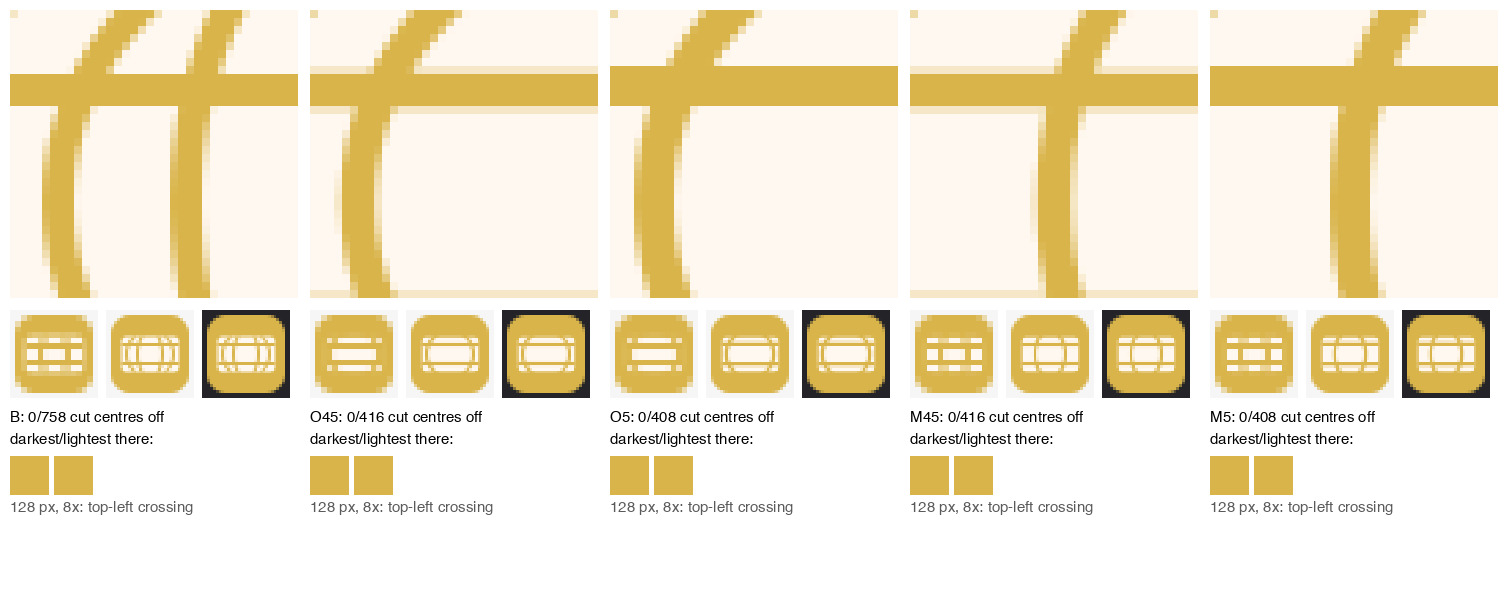 B: 0/758 cut centres off
darkest/lightest there:
128 px, 8x: top-left crossing
O45: 0/416 cut centres off
darkest/lightest there:
128 px, 8x: top-left crossing
O5: 0/408 cut centres off
darkest/lightest there:
128 px, 8x: top-left crossing
M45: 0/416 cut centres off
darkest/lightest there:
128 px, 8x: top-left crossing
M5: 0/408 cut centres off
darkest/lightest there:
128 px, 8x: top-left crossing